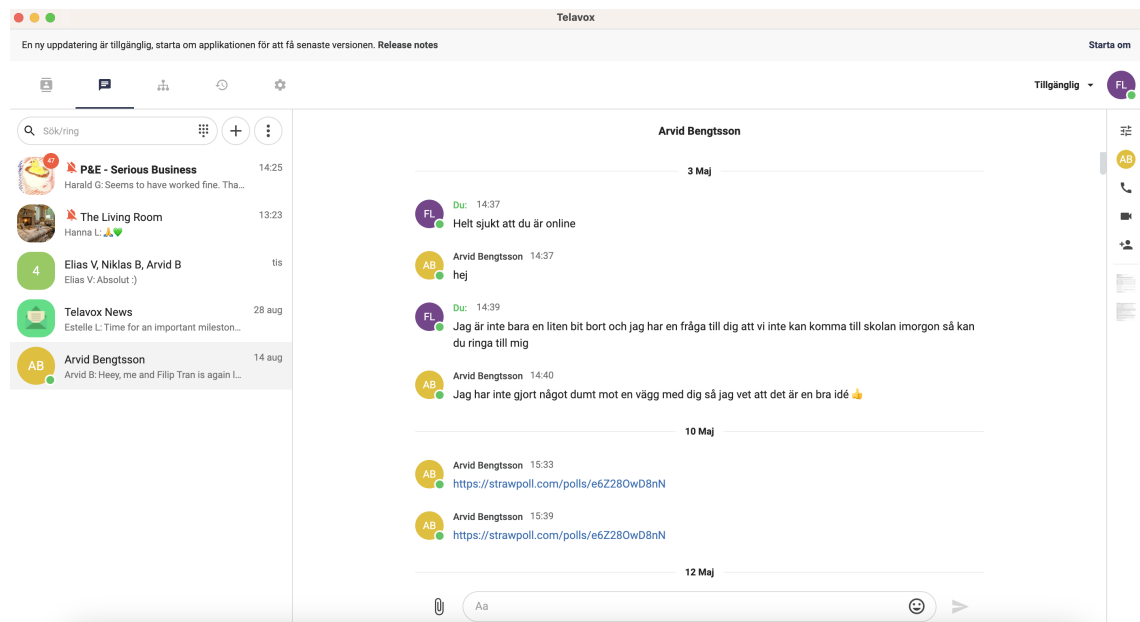 Telavox
En ny uppdatering är tillgänglig, starta om applikationen för att få senaste versionen. Release notes
Starta om
Tillgänglig
FL
Sök/ring
47
P&E - Serious Business
14:25
Harald G: Seems to have worked fine. Tha...
The Living Room
13:23
Hanna L: 🙏💚
4
Elias V, Niklas B, Arvid B
tis
Elias V: Absolut :)
Telavox News
28 aug
Estelle L: Time for an important mileston...
AB
Arvid Bengtsson
14 aug
Arvid B: Heey, me and Filip Tran is again l...
Arvid Bengtsson
3 Maj
FL
Du: 14:37
Helt sjukt att du är online
AB
Arvid Bengtsson 14:37
hej
FL
Du: 14:39
Jag är inte bara en liten bit bort och jag har en fråga till dig att vi inte kan komma till skolan imorgon så kan
du ringa till mig
AB
Arvid Bengtsson 14:40
Jag har inte gjort något dumt mot en vägg med dig så jag vet att det är en bra idé 👍
10 Maj
AB
Arvid Bengtsson 15:33
https://strawpoll.com/polls/e6Z28OwD8nN
AB
Arvid Bengtsson 15:39
https://strawpoll.com/polls/e6Z28OwD8nN
12 Maj
Aa
AB